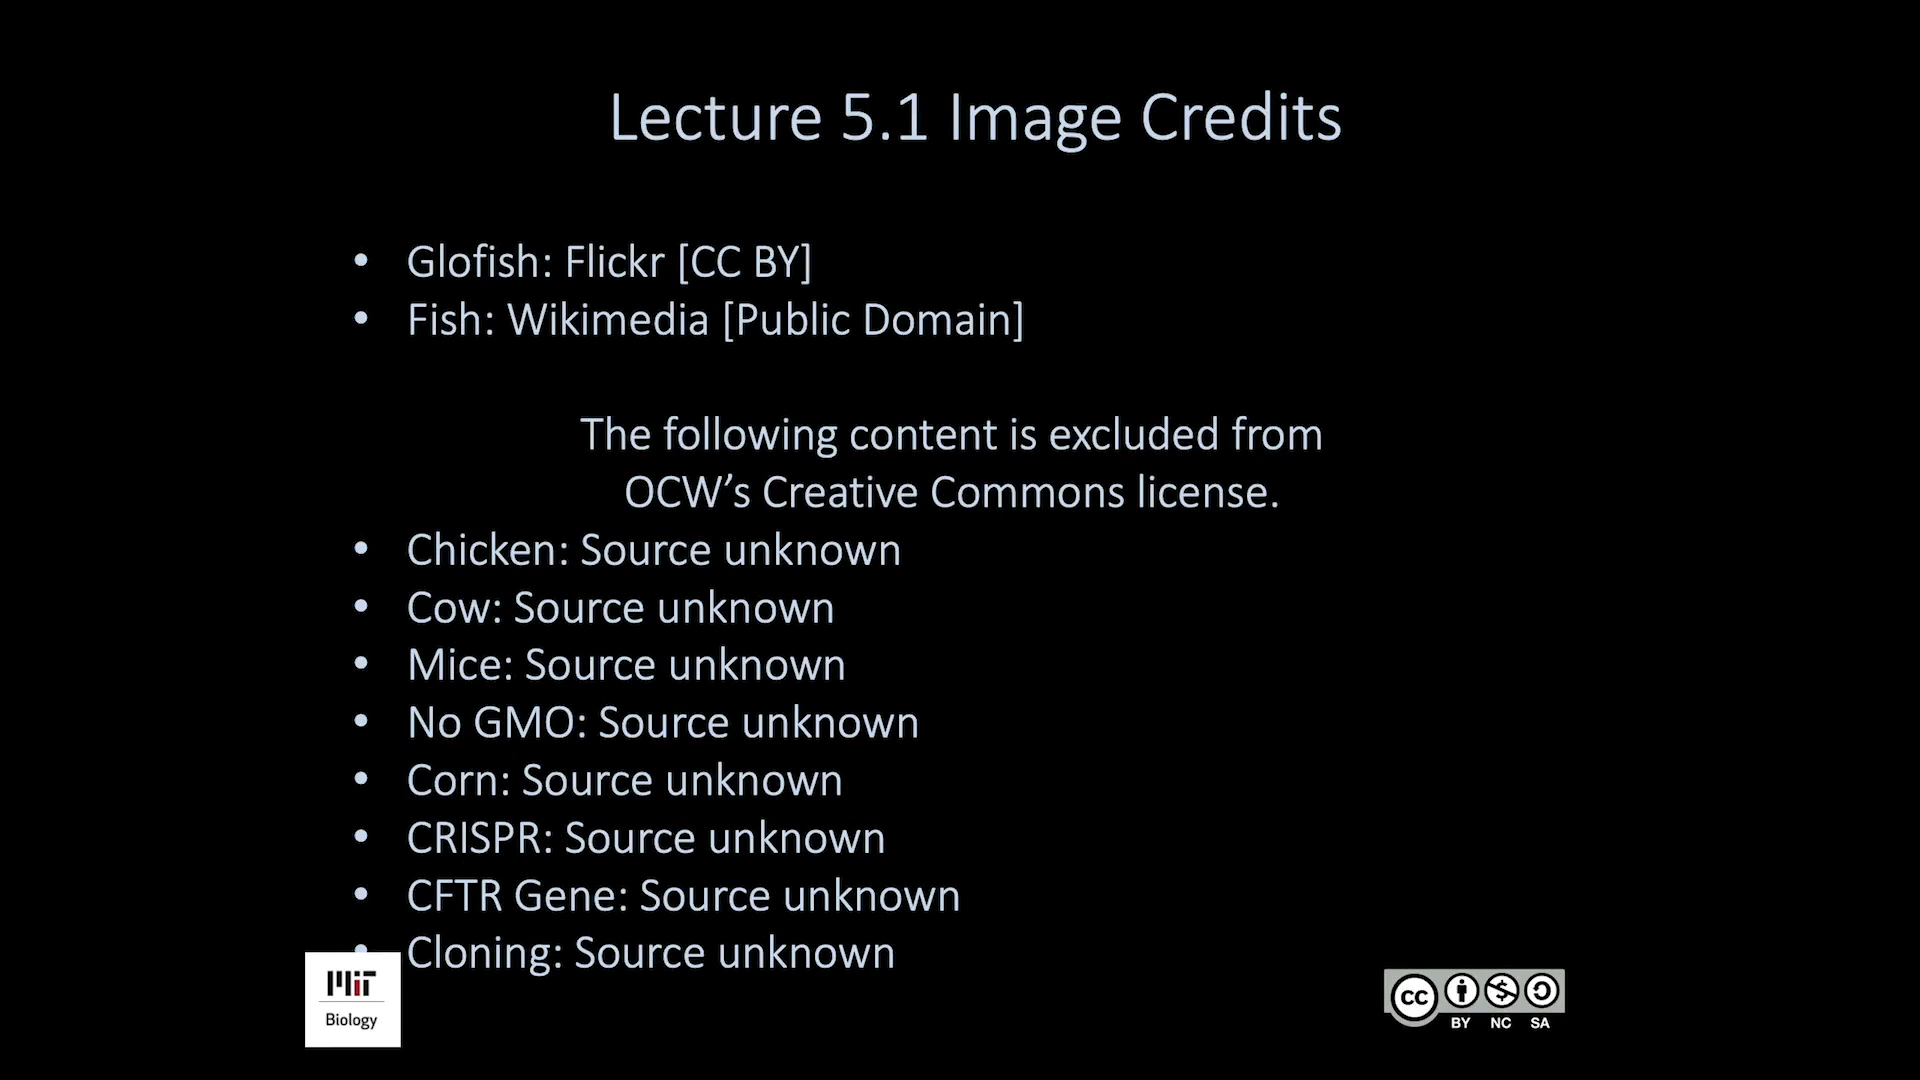 Lecture 5.1 Image Credits
• Glofish: Flickr [CC BY]
• Fish: Wikimedia [Public Domain]
The following content is excluded from
OCW’s Creative Commons license.
• Chicken: Source unknown
• Cow: Source unknown
• Mice: Source unknown
• No GMO: Source unknown
• Corn: Source unknown
• CRISPR: Source unknown
• CFTR Gene: Source unknown
• Cloning: Source unknown
MIT
Biology
cc
BY NC SA